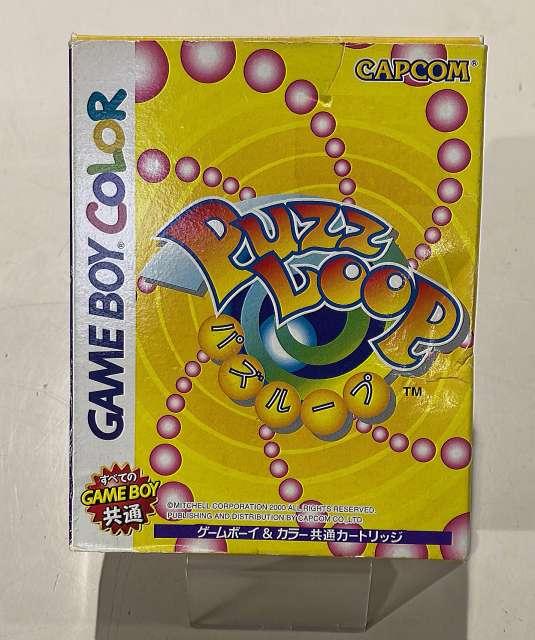 CAPCOM®
GAME BOY® COLOR
PUZZ
LOOP
パズループ
™
すべての
GAME BOY
共通
©MITCHELL CORPORATION 2000 ALL RIGHTS RESERVED.
PUBLISHING AND DISTRIBUTION BY CAPCOM CO.,LTD.
ゲームボーイ & カラー共通カートリッジ